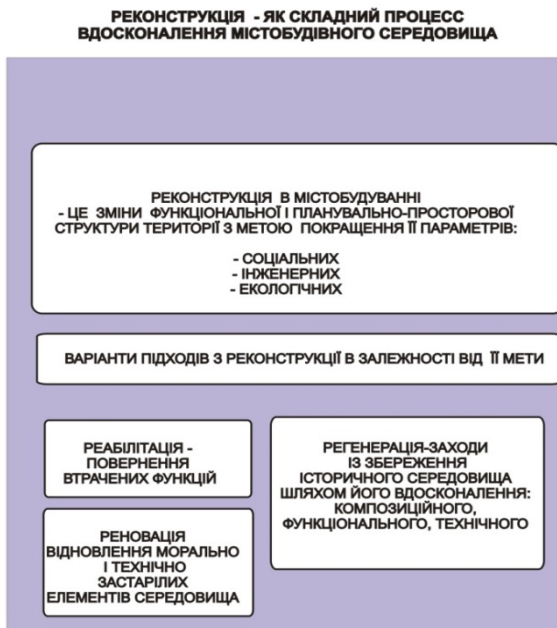 РЕКОНСТРУКЦІЯ - ЯК СКЛАДНИЙ ПРОЦЕСС
ВДОСКОНАЛЕННЯ МІСТОБУДІВНОГО СЕРЕДОВИЩА
РЕКОНСТРУКЦІЯ В МІСТОБУДУВАННІ
- ЦЕ ЗМІНИ ФУНКЦІОНАЛЬНОЇ І ПЛАНУВАЛЬНО-ПРОСТОРОВОЇ
СТРУКТУРИ ТЕРИТОРІЇ З МЕТОЮ ПОКРАЩЕННЯ ЇЇ ПАРАМЕТРІВ:
- СОЦІАЛЬНИХ
- ІНЖЕНЕРНИХ
- ЕКОЛОГІЧНИХ
ВАРІАНТИ ПІДХОДІВ З РЕКОНСТРУКЦІЇ В ЗАЛЕЖНОСТІ ВІД ЇЇ МЕТИ
РЕАБІЛІТАЦІЯ -
ПОВЕРНЕННЯ
ВТРАЧЕНИХ ФУНКЦІЙ
РЕНОВАЦІЯ
ВІДНОВЛЕННЯ МОРАЛЬНО
І ТЕХНІЧНО
ЗАСТАРІЛИХ
ЕЛЕМЕНТІВ СЕРЕДОВИЩА
РЕГЕНЕРАЦІЯ-ЗАХОДИ
ІЗ ЗБЕРЕЖЕННЯ
ІСТОРИЧНОГО СЕРЕДОВИЩА
ШЛЯХОМ ЙОГО ВДОСКОНАЛЕННЯ:
КОМПОЗИЦІЙНОГО,
ФУНКЦІОНАЛЬНОГО, ТЕХНІЧНОГО